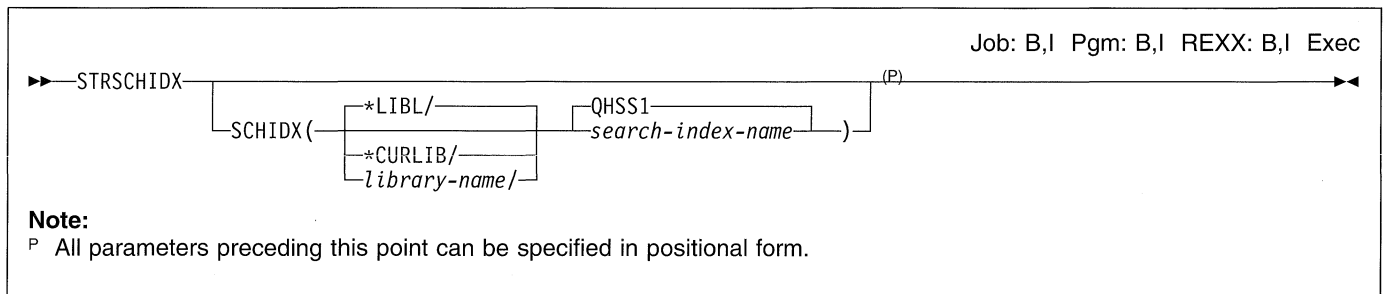 Job: B,I Pgm: B,I REXX: B,I Exec
STRSCHIDX (P)
*LIBL/ QHSS1
SCHIDX( search-index-name )
*CURLIB/
library-name/
Note:
P All parameters preceding this point can be specified in positional form.